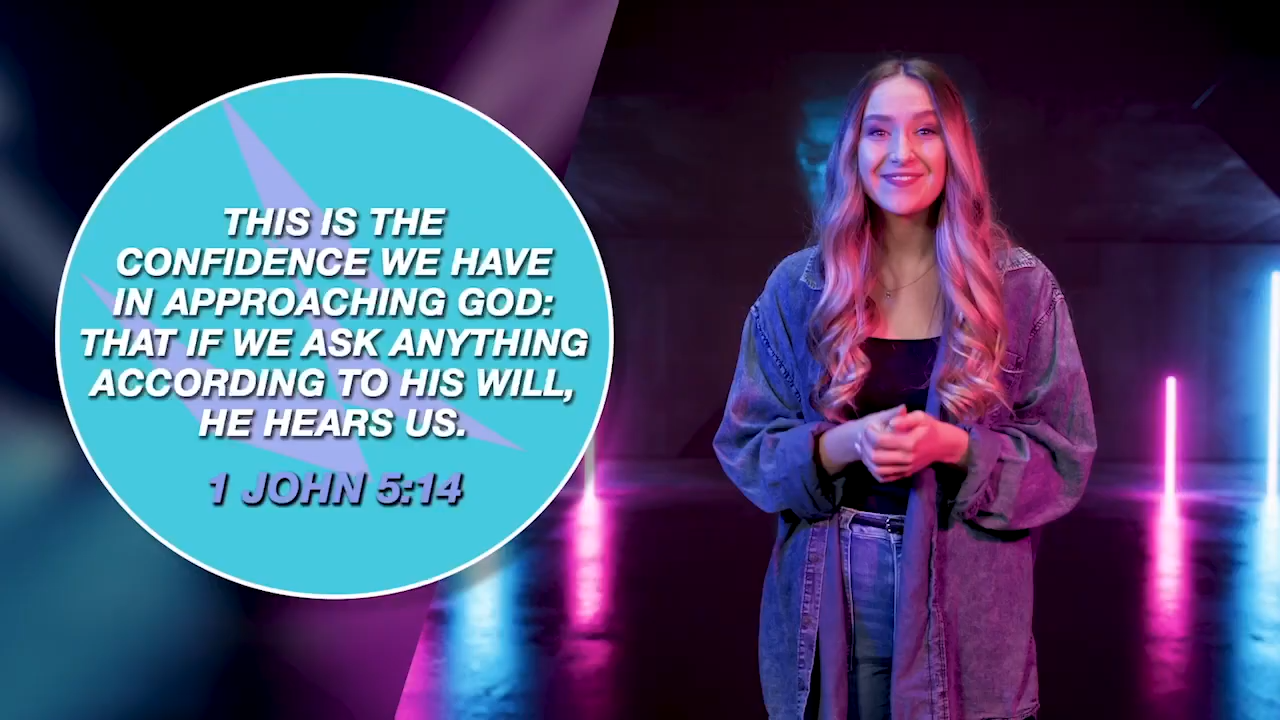 THIS IS THE
CONFIDENCE WE HAVE
IN APPROACHING GOD:
THAT IF WE ASK ANYTHING
ACCORDING TO HIS WILL,
HE HEARS US.
1 JOHN 5:14